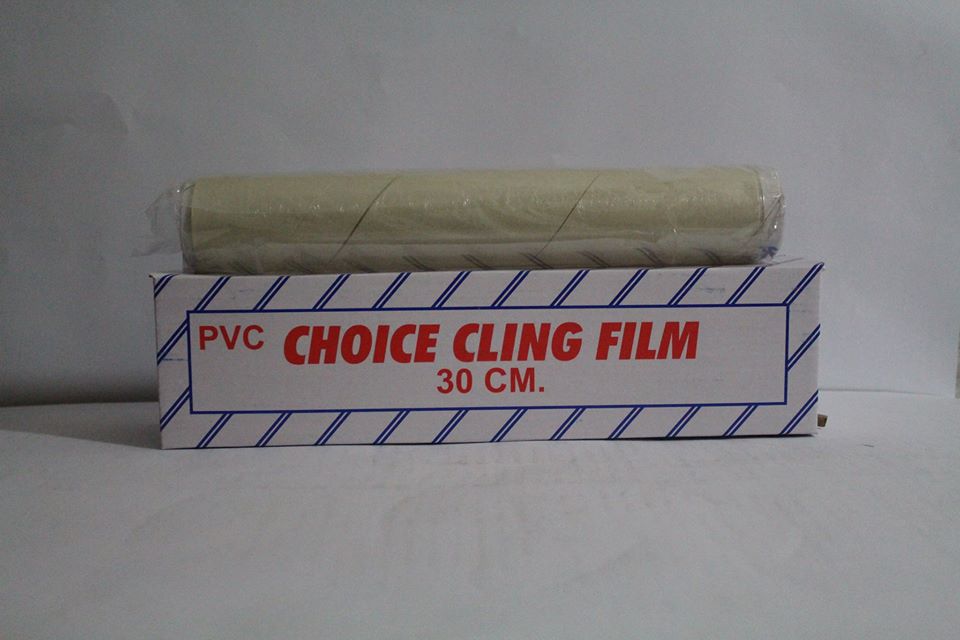 PVC CHOICE CLING FILM
30 CM.